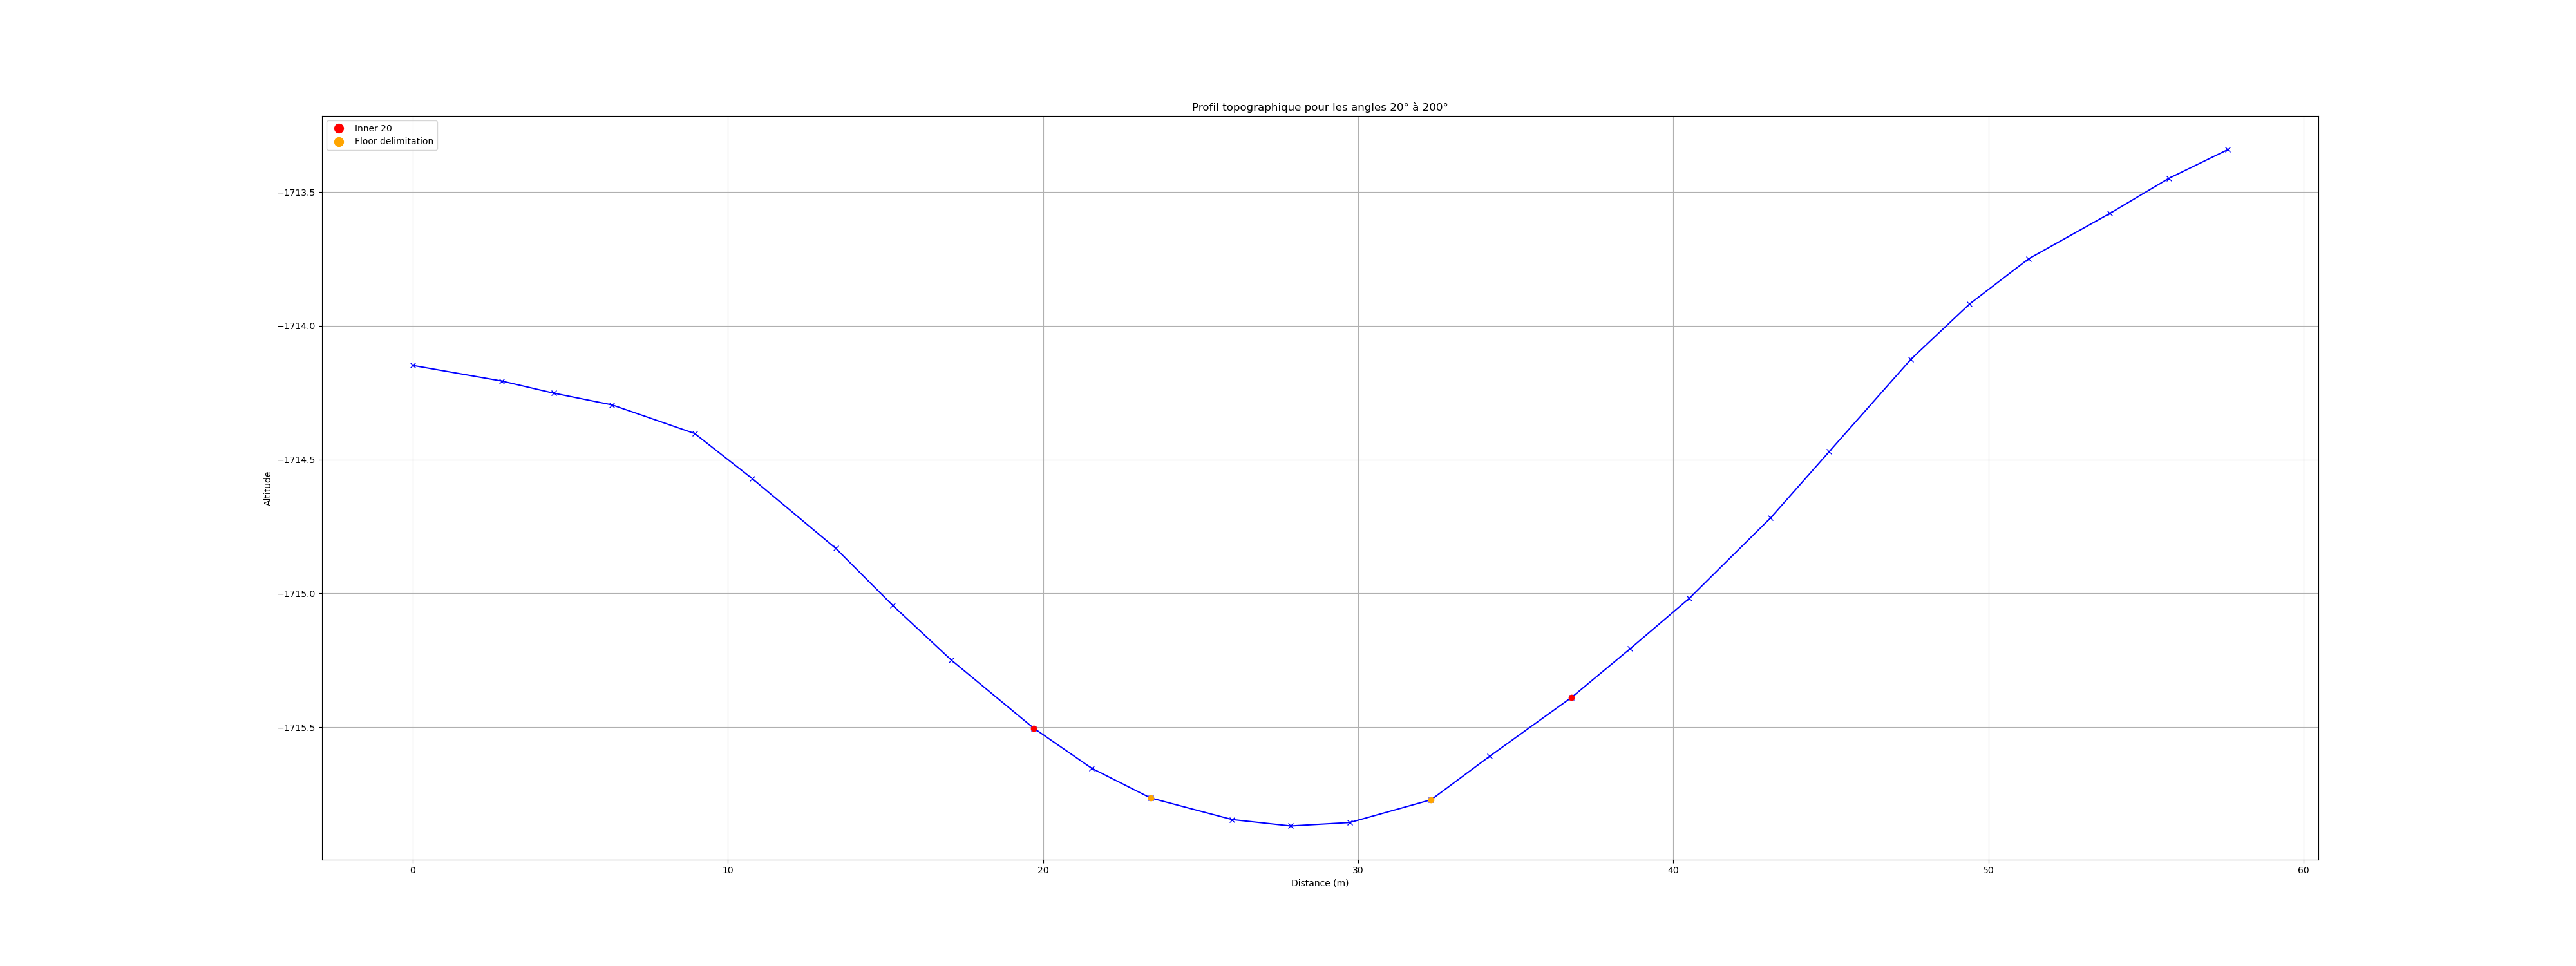 Profil topographique pour les angles 20° à 200°
Inner 20
Floor delimitation
−1713.5
−1714.0
−1714.5
−1715.0
−1715.5
Altitude
0 10 20 30 40 50 60
Distance (m)